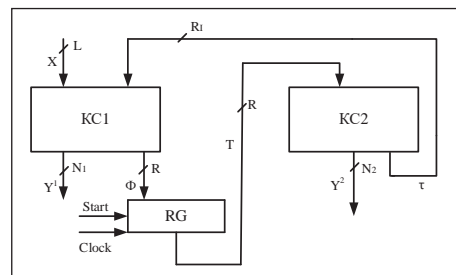 R₁
L
X
R
KC1
KC2
T
N₁
R
N₂
Y¹
Φ
Y²
τ
Start
RG
Clock